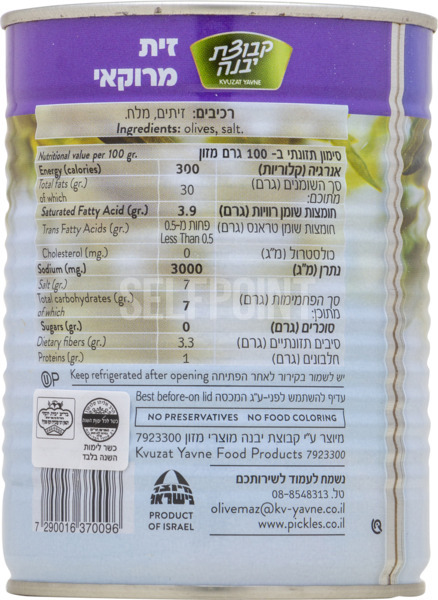 זית
מרוקאי
קבוצת
יבנה
KVUZAT YAVNE
רכיבים: זיתים, מלח.
Ingredients: olives, salt.
Nutritional value per 100 gr. סימון תזונתי ב- 100 גרם מזון
Energy (calories) 300 אנרגיה (קלוריות)
Total fats (gr.) 30 סך השומנים (גרם)
of which מתוכם:
Saturated Fatty Acid (gr.) 3.9 חומצות שומן רוויות (גרם)
Trans Fatty Acids (gr.) פחות מ-0.5 חומצות שומן טראנס (גרם)
Less Than 0.5
Cholesterol (mg.) 0 כולסטרול (מ"ג)
Sodium (mg.) 3000 נתרן (מ"ג)
Salt (gr.) 7
Total carbohydrates (gr.) 7 סך הפחמימות (גרם)
of which מתוכן:
Sugars (gr.) 0 סוכרים (גרם)
Dietary fibers (gr.) 3.3 סיבים תזונתיים (גרם)
Proteins (gr.) 1 חלבונים (גרם)
SELFPOINT
U P Keep refrigerated after opening יש לשמור בקירור לאחר הפתיחה
Best before-on lid עדיף להשתמש לפני-ע"ג המכסה
NO PRESERVATIVES NO FOOD COLORING
מיוצר ע"י קבוצת יבנה מוצרי מזון 7923300
Kvuzat Yavne Food Products 7923300
כשר לימות
השנה בלבד
נשמח לעמוד לשירותכם
טל. 08-8548313
olivemaz@kv-yavne.co.il
www.pickles.co.il
תוצר
ישראל
PRODUCT
OF ISRAEL
7 290016 370096